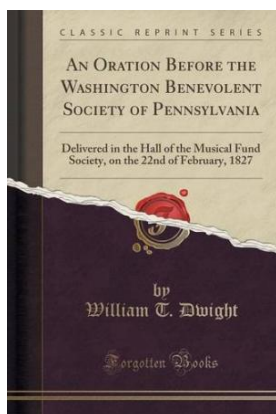 CLASSIC REPRINT SERIES
AN ORATION BEFORE THE
WASHINGTON BENEVOLENT
SOCIETY OF PENNSYLVANIA
Delivered in the Hall of the Musical Fund
Society, on the 22nd of February, 1827
F
by
William T. Dwight
Forgotten Books